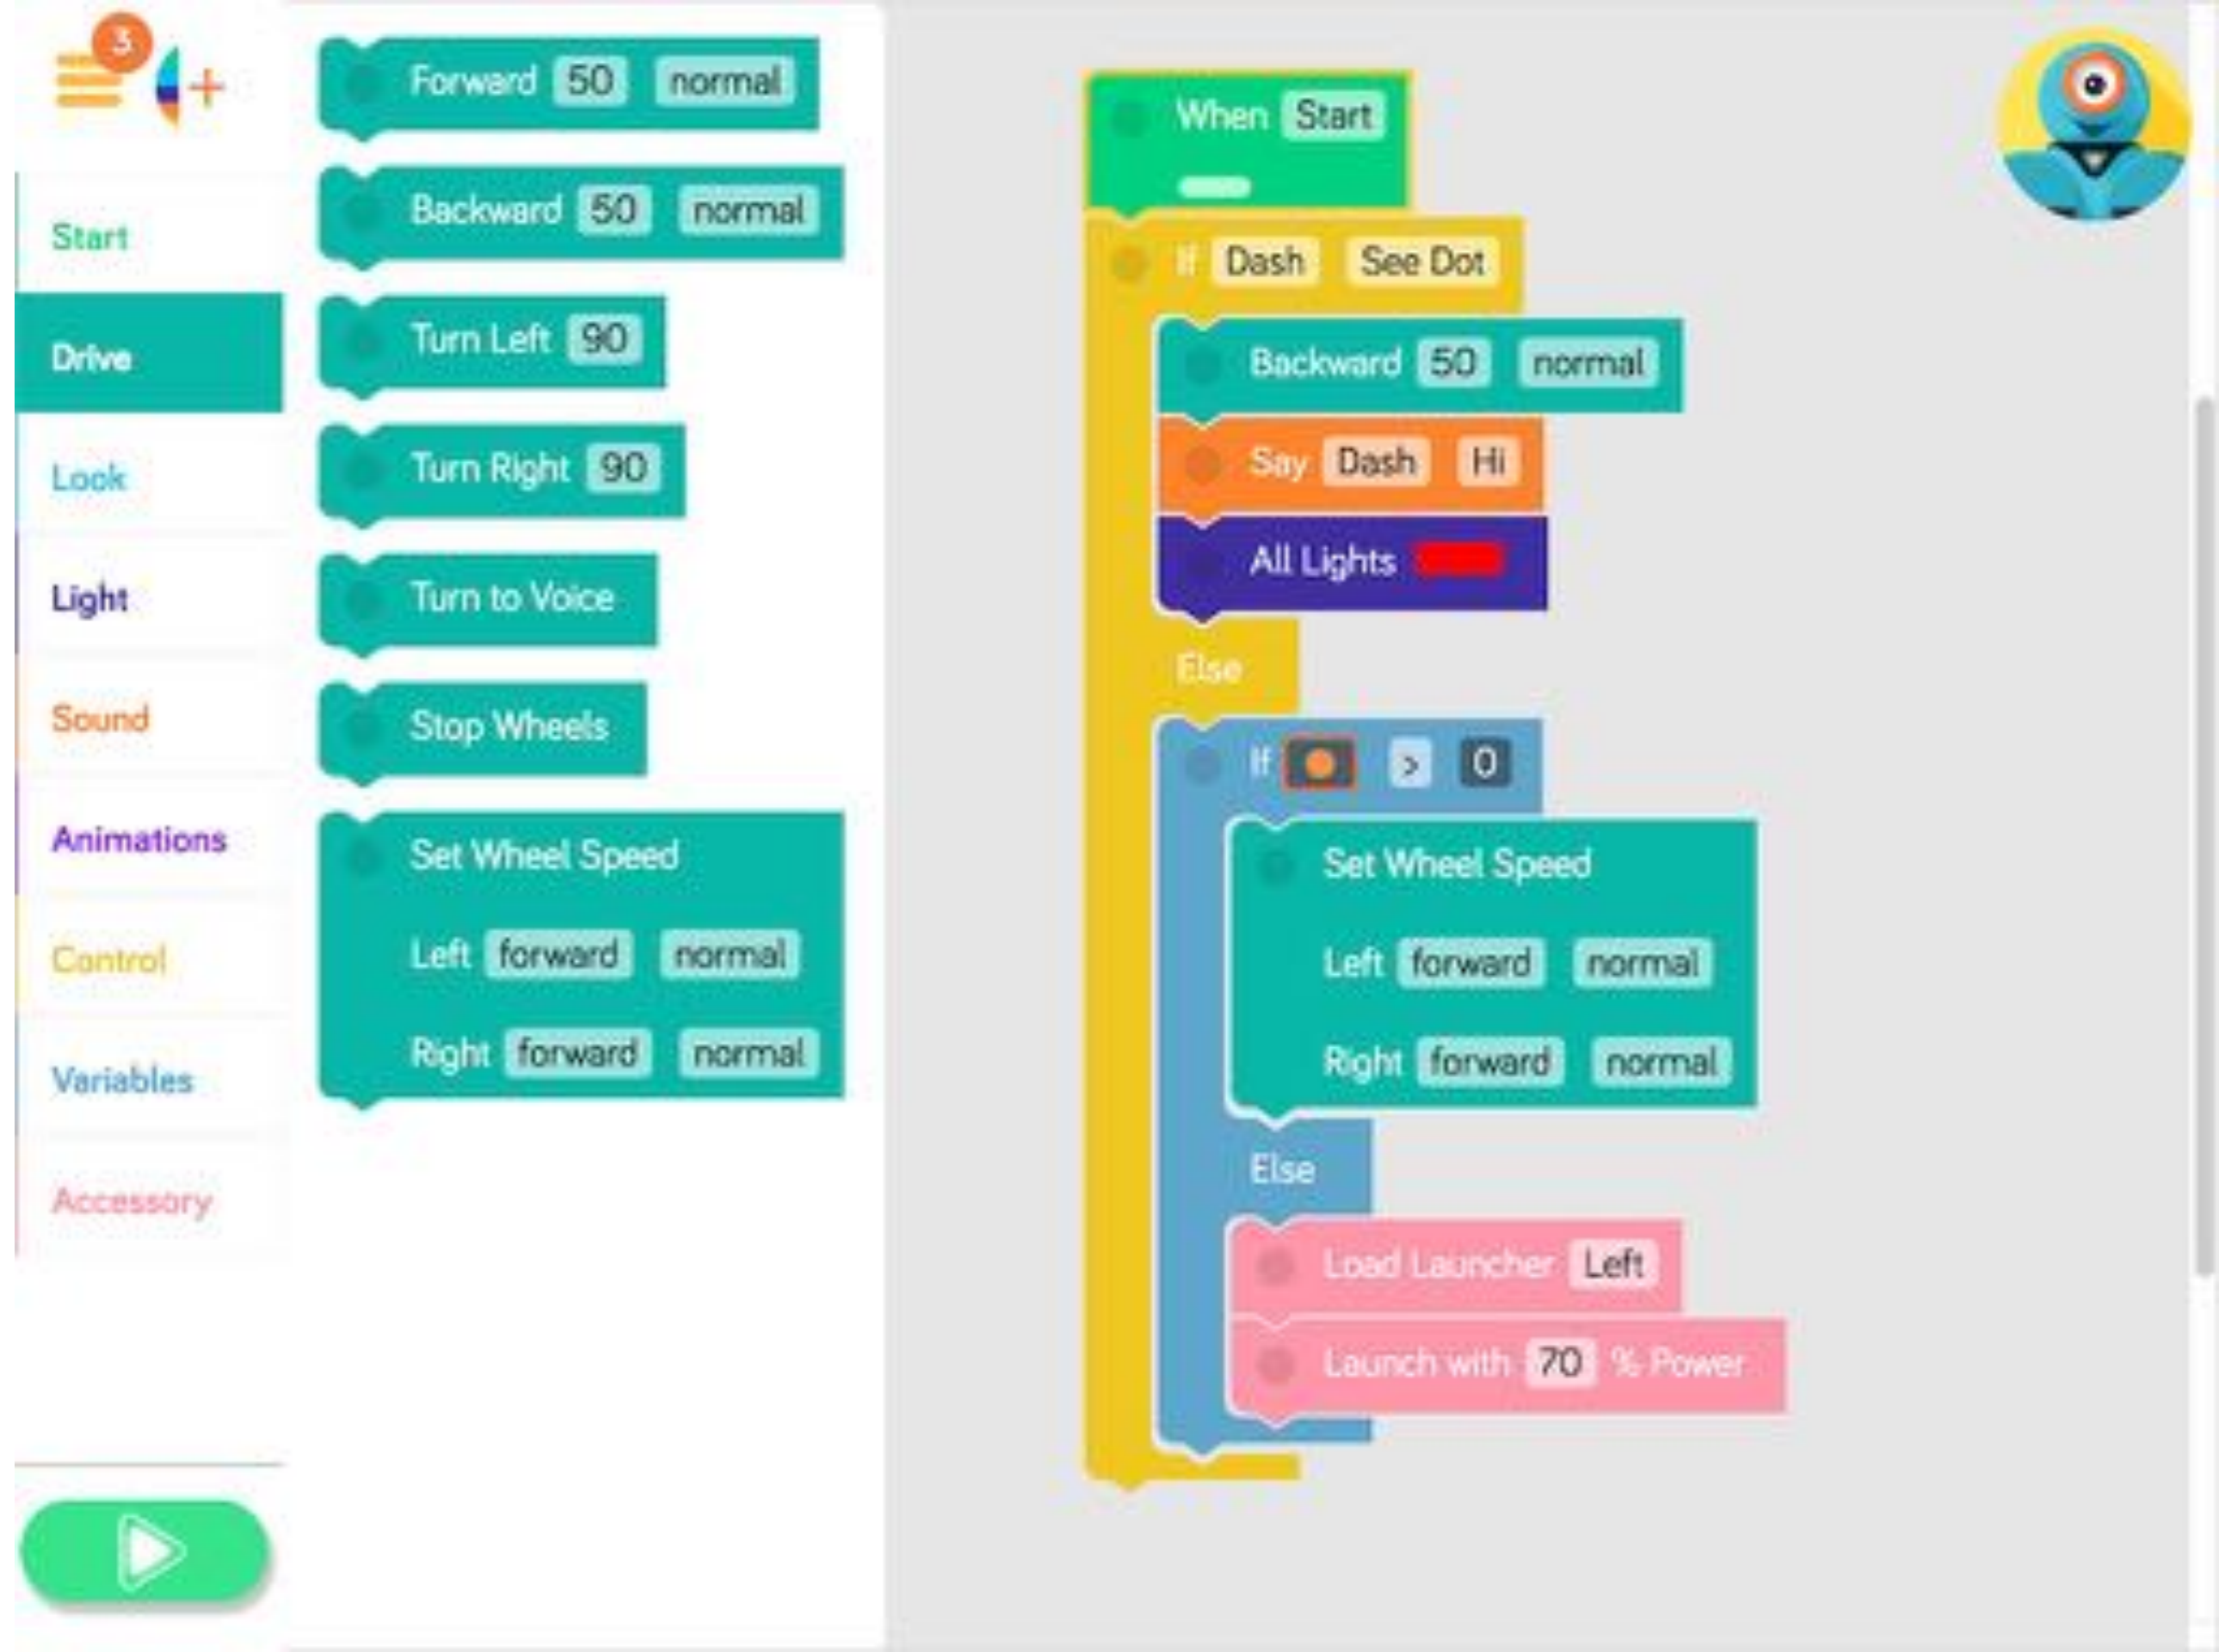 3
+
Start
Drive
Look
Light
Sound
Animations
Control
Variables
Accessory
Forward 50 normal
Backward 50 normal
Turn Left 90
Turn Right 90
Turn to Voice
Stop Wheels
Set Wheel Speed
Left forward normal
Right forward normal
When Start
If Dash See Dot
Backward 50 normal
Say Dash Hi
All Lights
Else
If > 0
Set Wheel Speed
Left forward normal
Right forward normal
Else
Load Launcher Left
Launch with 70 % Power